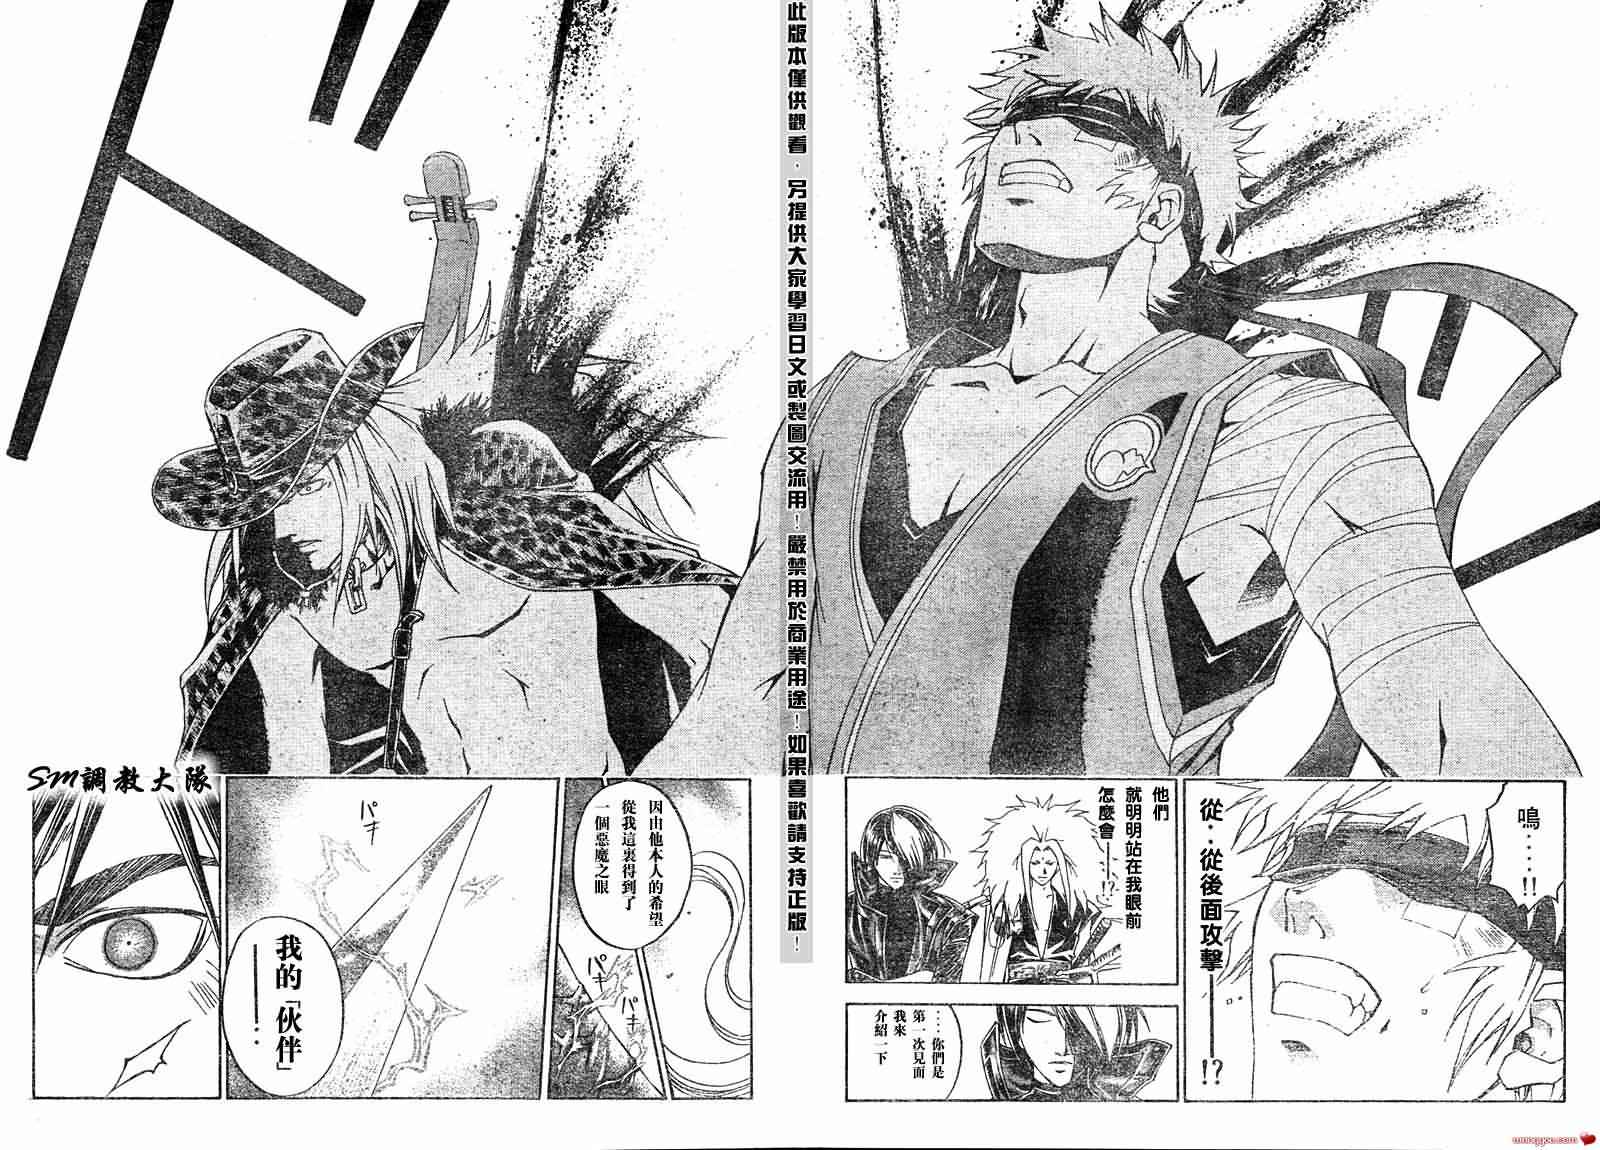 此版本僅供觀看．另提供大家學習日文或製圖交流用！嚴禁用於商業用途！如果喜歡請支持正版！
嗚‥‥!!
從‥從後面攻擊——!?
他們
就明明站在我眼前
怎麼會——!?
‥‥你們是
第一次見面
我來
介紹一下
因由他本人的希望
從我這裏得到了
一個惡魔之眼
パキ
パキ
パキ
我的「伙伴」
——‥
SM調教大隊